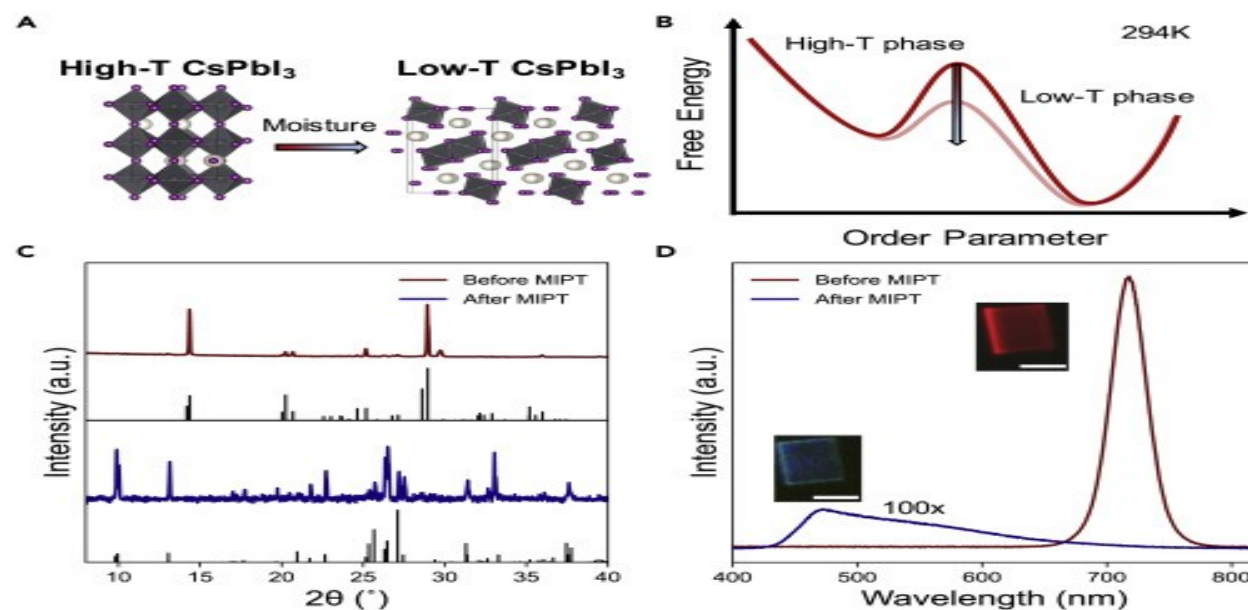 A
High-T CsPbI₃
Low-T CsPbI₃
Moisture
B
294K
High-T phase
Low-T phase
Free Energy
Order Parameter
C
Before MIPT
After MIPT
Intensity (a.u.)
10 15 20 25 30 35 40
2θ (°)
D
Before MIPT
After MIPT
100x
Intensity (a.u.)
400 500 600 700 800
Wavelength (nm)